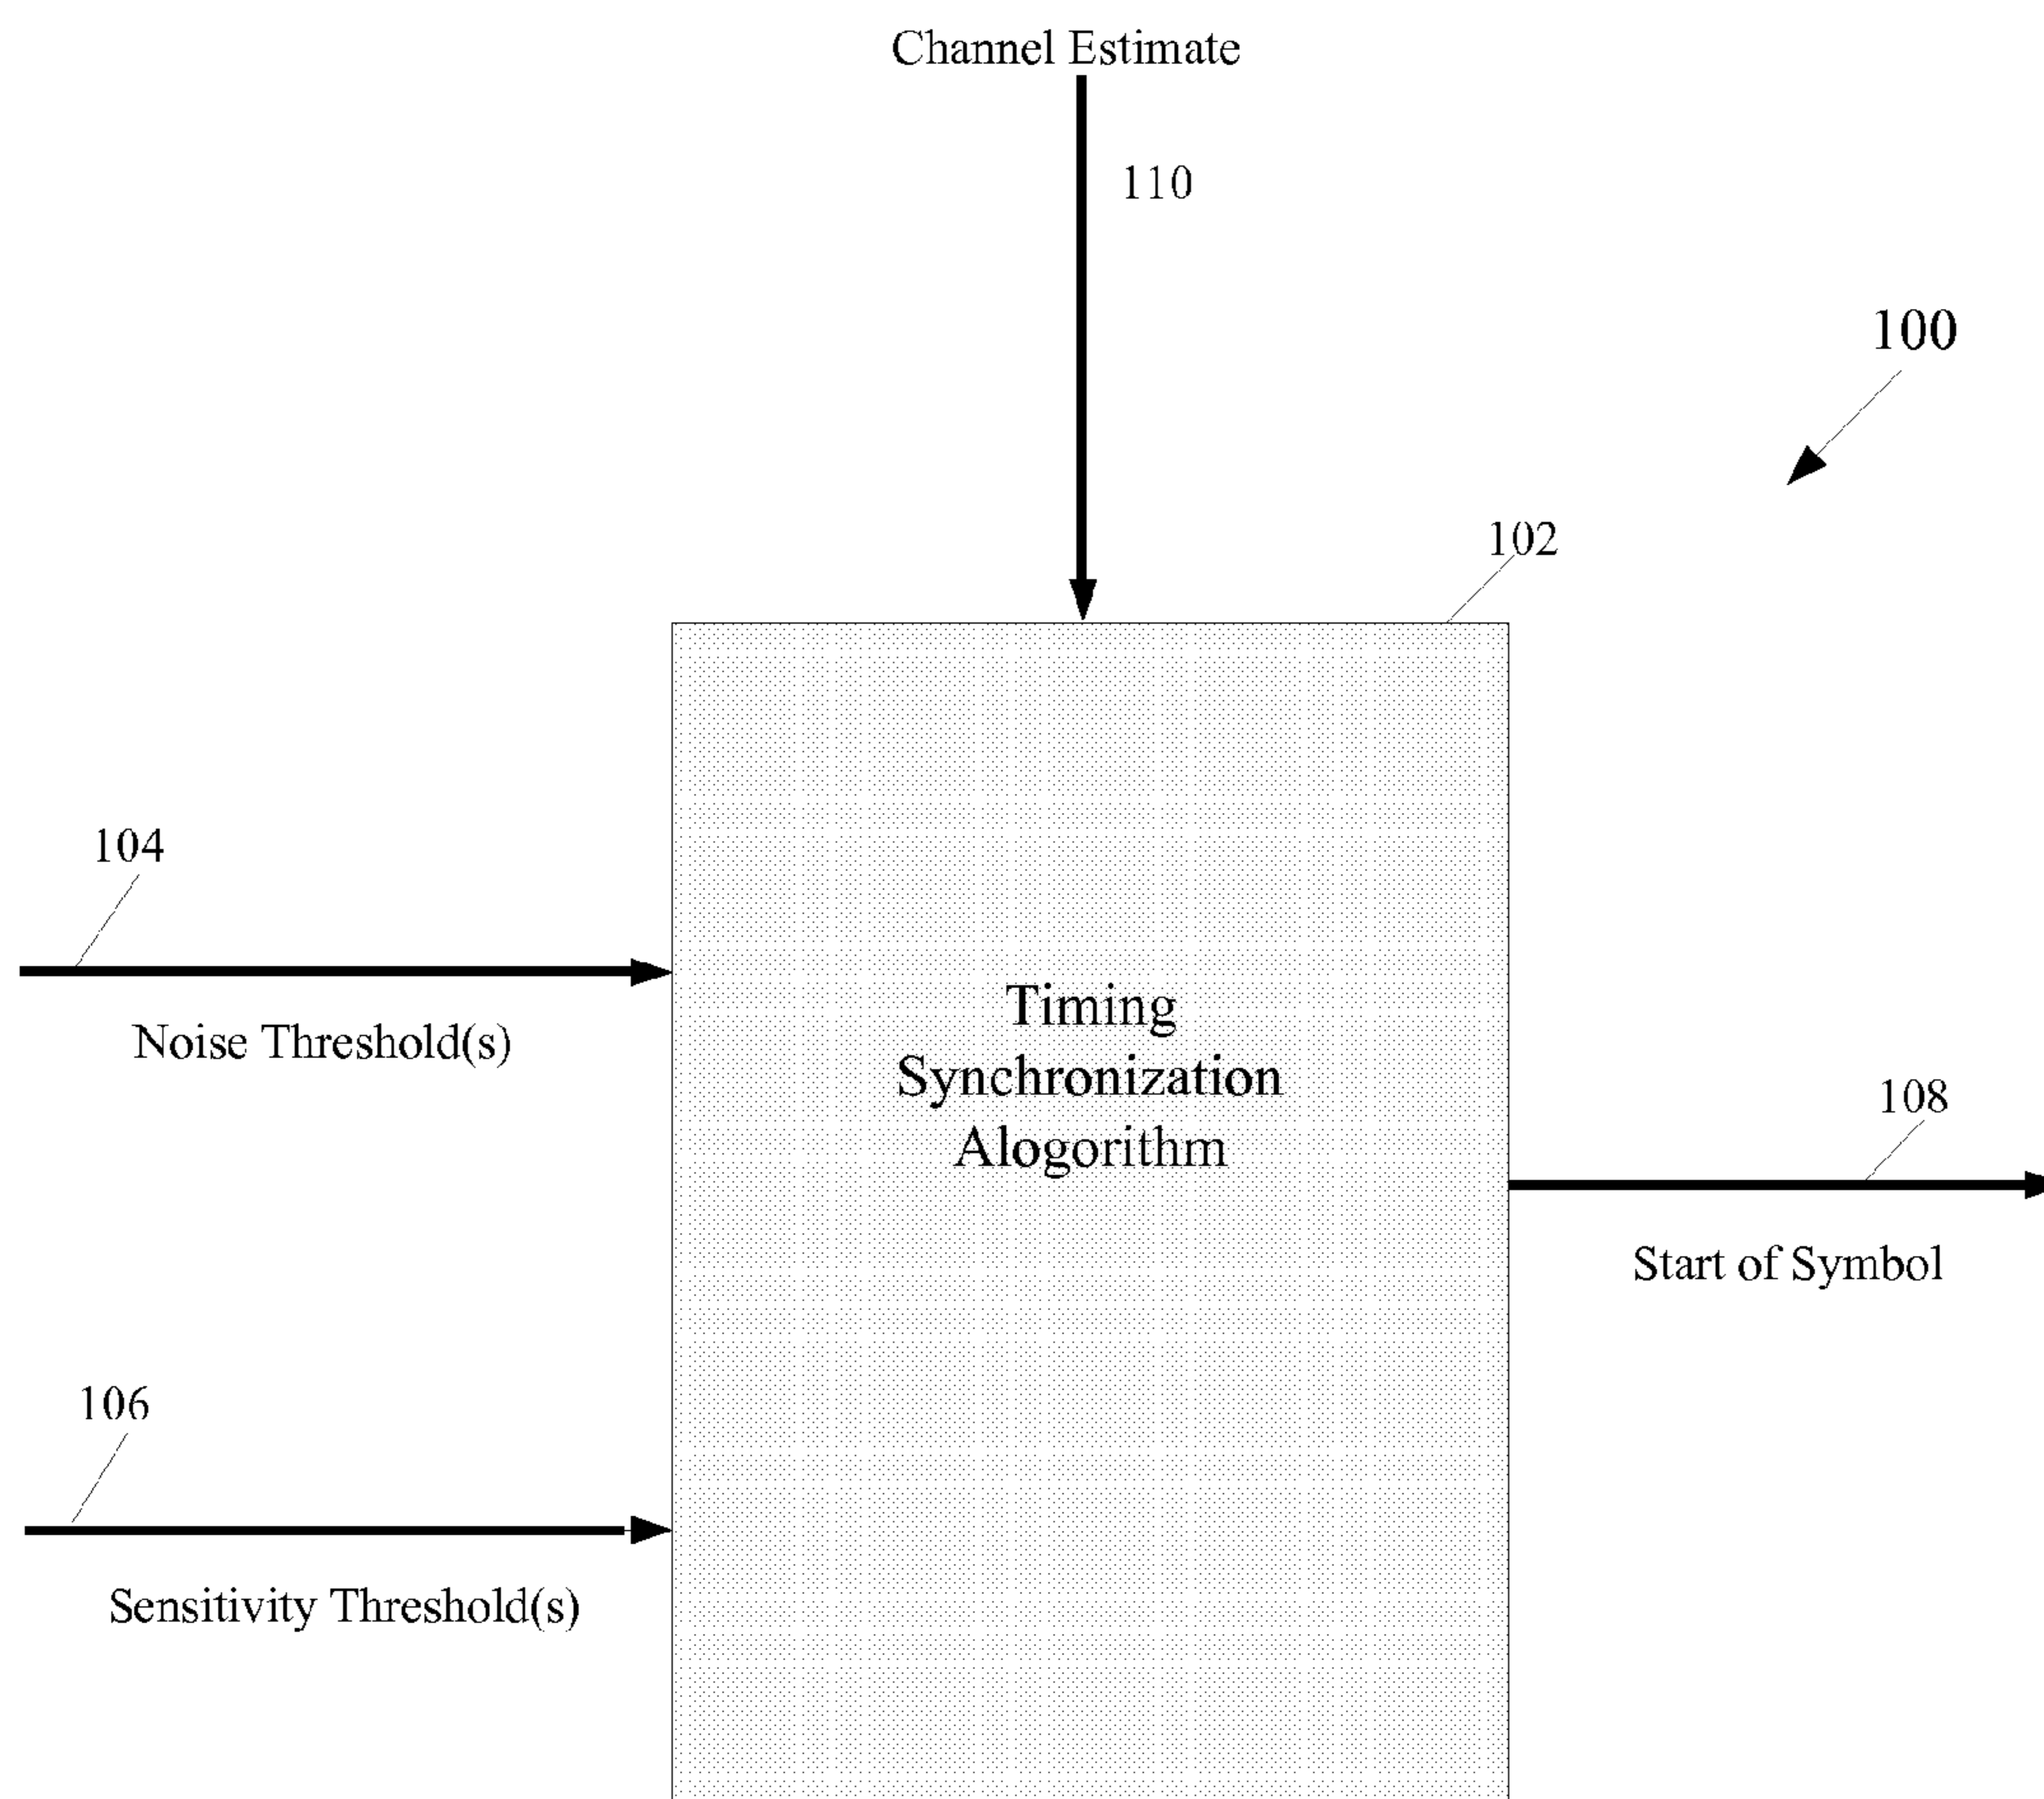 Channel Estimate
110
100
102
104
Noise Threshold(s)
Timing
Synchronization
Alogorithm
108
Start of Symbol
106
Sensitivity Threshold(s)